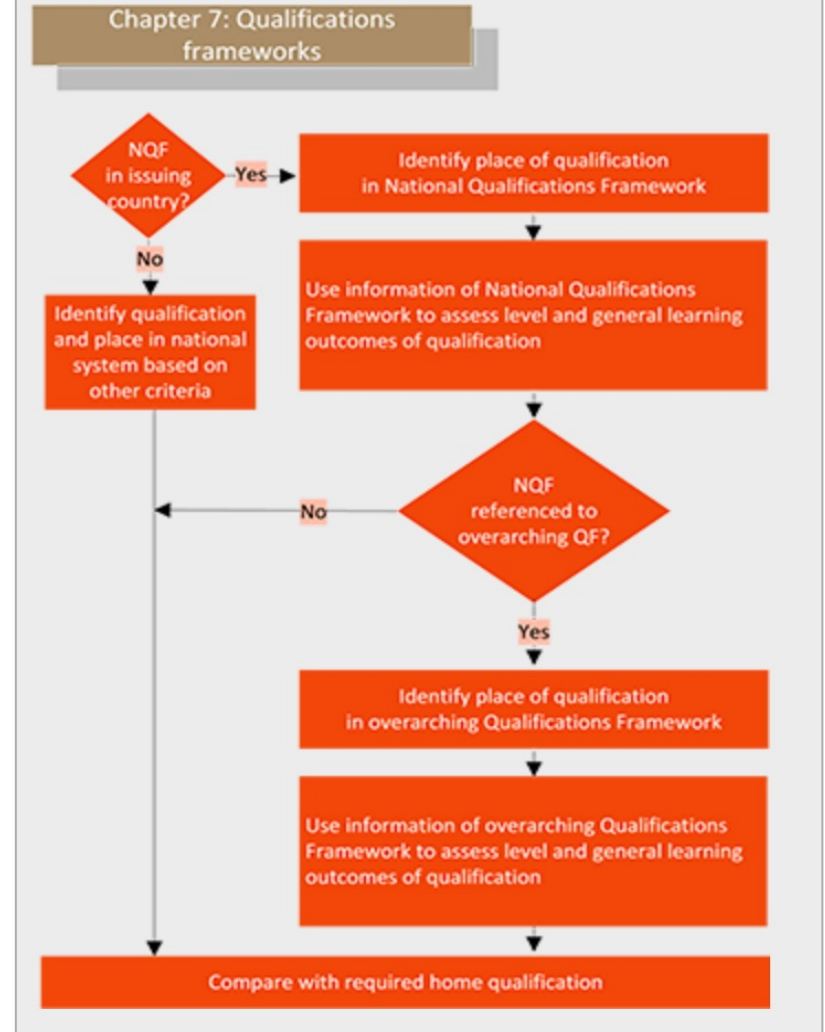 Chapter 7: Qualifications
frameworks
NQF
in issuing
country?
Yes
Identify place of qualification
in National Qualifications Framework
No
Use information of National Qualifications
Framework to assess level and general learning
outcomes of qualification
Identify qualification
and place in national
system based on
other criteria
NQF
referenced to
overarching QF?
No
Yes
Identify place of qualification
in overarching Qualifications Framework
Use information of overarching Qualifications
Framework to assess level and general learning
outcomes of qualification
Compare with required home qualification